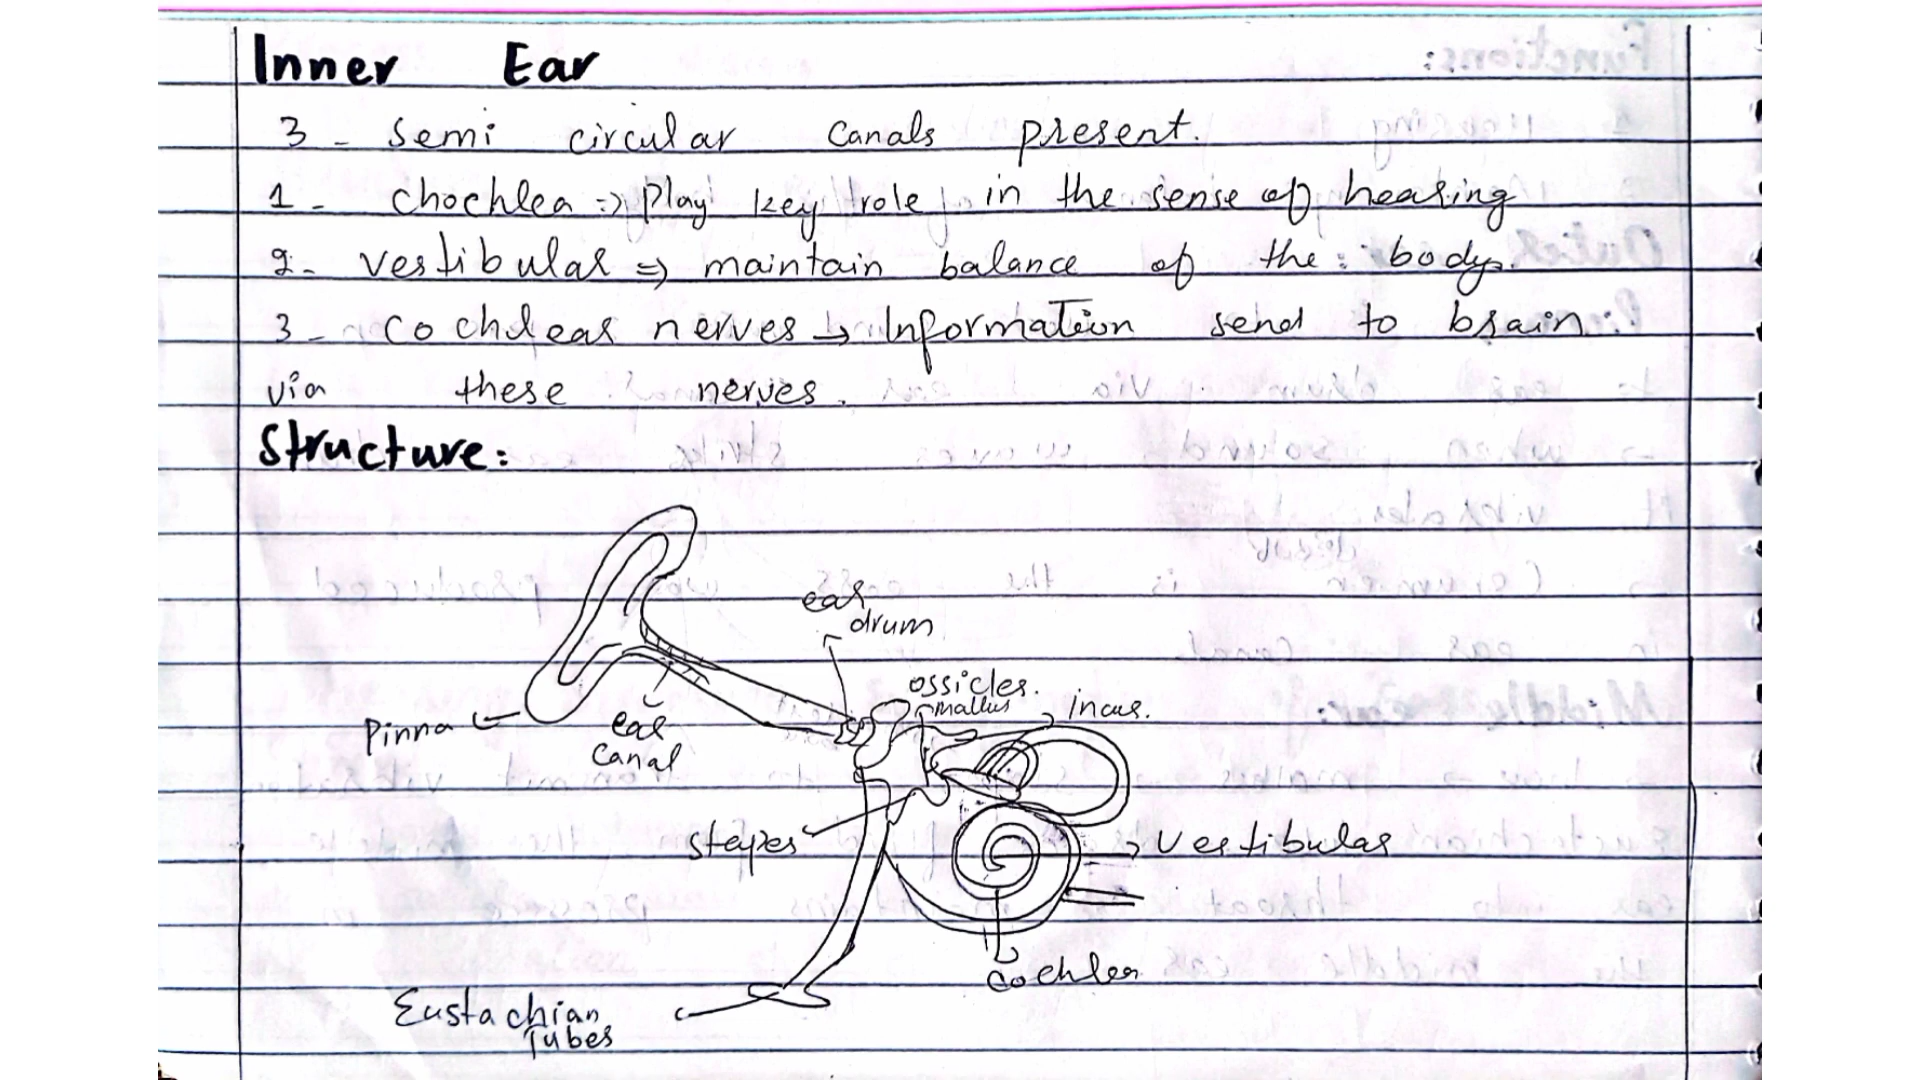 Inner Ear
3 - semi circular canals present.
1 - chochlea => play key role in the sense of hearing
2 - vestibular => maintain balance of the body.
3 - cochlear nerves → Information send to brain
via these nerves.
Structure:
ear
drum
ossicles.
mallus
incus.
Pinna
ear
canal
stepes
vestibular
cochlea
Eustachian
Tubes